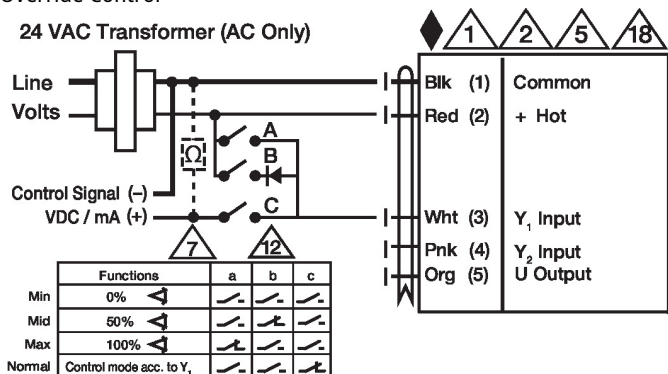 Override Control
24 VAC Transformer (AC Only)
1 2 5 18
Line
Volts
Blk (1) Common
Red (2) + Hot
A
B
C
Ω
Control Signal (–)
VDC / mA (+)
Wht (3) Y1 Input
Pnk (4) Y2 Input
Org (5) U Output
7 12
Functions a b c
Min 0%
Mid 50%
Max 100%
Normal Control mode acc. to Y1